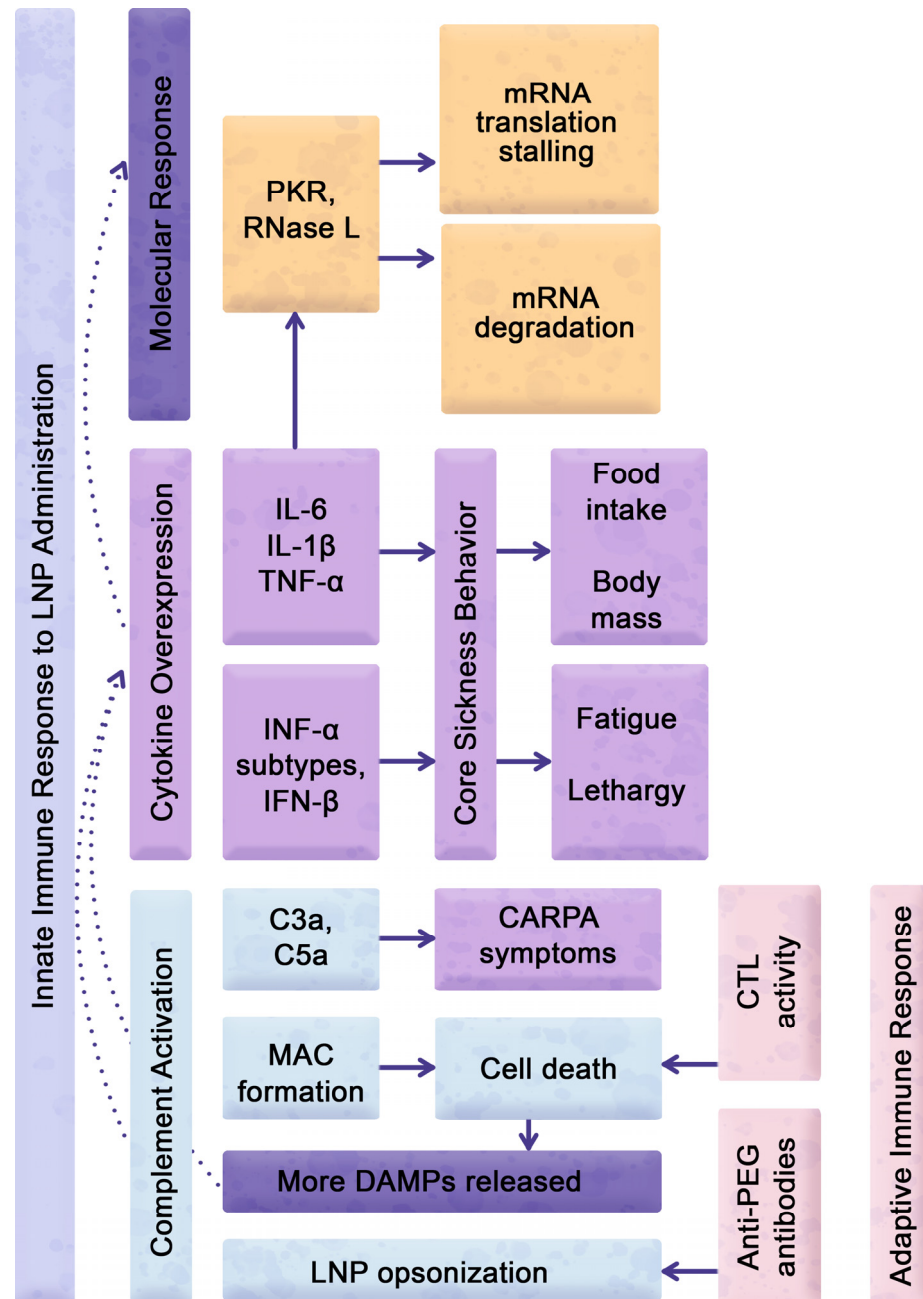 Innate Immune Response to LNP Administration
Molecular Response
PKR,
RNase L
mRNA
translation
stalling
mRNA
degradation
Cytokine Overexpression
IL-6
IL-1β
TNF-α
Core Sickness Behavior
Food
intake
Body
mass
INF-α
subtypes,
IFN-β
Fatigue
Lethargy
Complement Activation
C3a,
C5a
CARPA
symptoms
MAC
formation
Cell death
CTL
activity
More DAMPs released
LNP opsonization
Anti-PEG
antibodies
Adaptive Immune Response